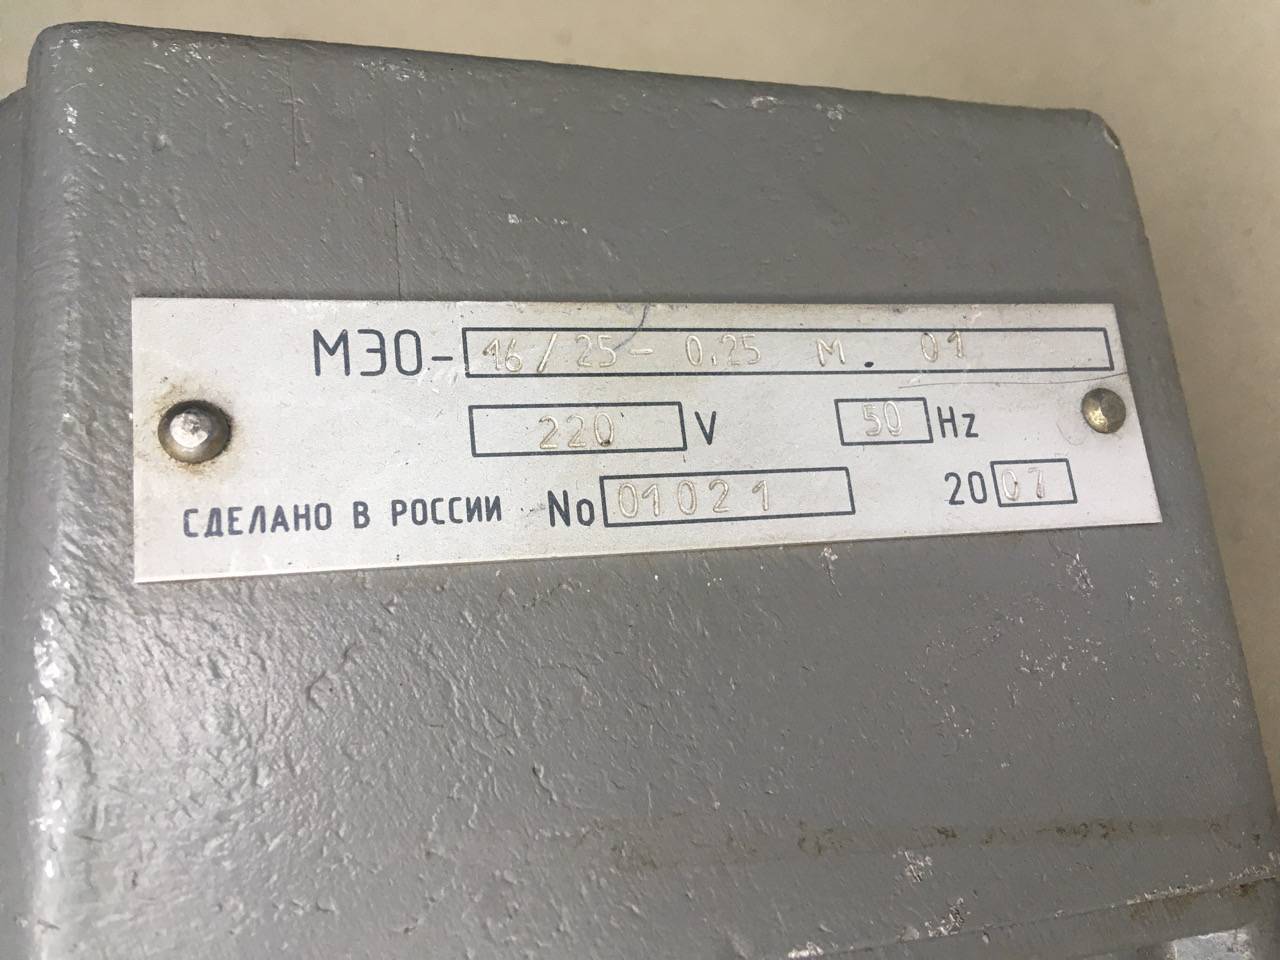 МЭО- 16/25- 0,25 М. 01
220 V 50 Hz
СДЕЛАНО В РОССИИ No 01021 2007